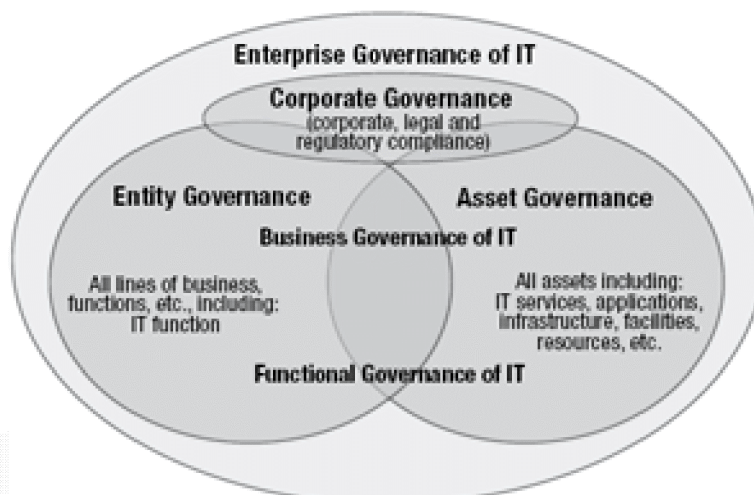 Enterprise Governance of IT
Corporate Governance
(corporate, legal and
regulatory compliance)
Entity Governance
Asset Governance
Business Governance of IT
All lines of business,
functions, etc., including:
IT function
All assets including:
IT services, applications,
infrastructure, facilities,
resources, etc.
Functional Governance of IT